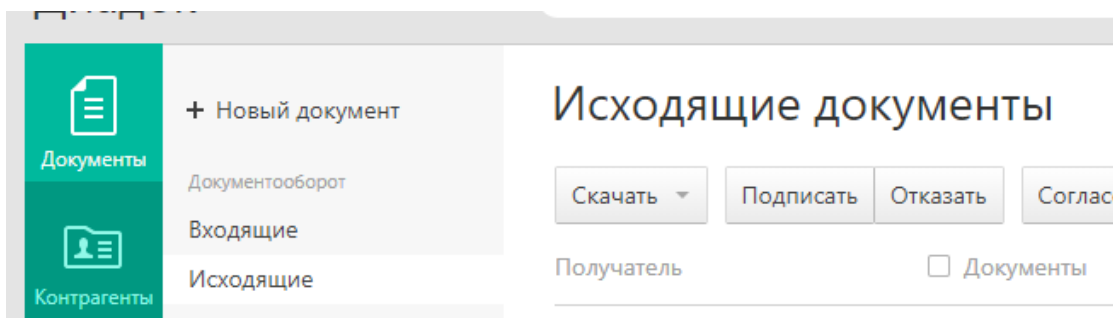 Документы
Контрагенты
+ Новый документ
Документооборот
Входящие
Исходящие
Исходящие документы
Скачать Подписать Отказать
Получатель Документы